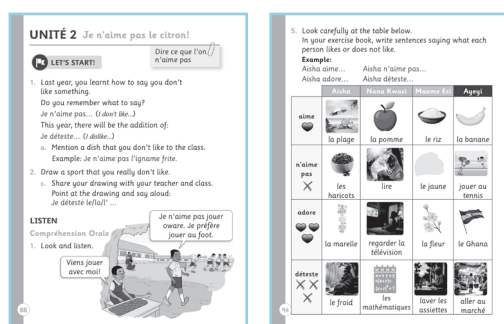 UNITÉ 2 Je n'aime pas le citron!
Dire ce que l'on
n'aime pas
LET'S START!
1. Last year, you learnt how to say you don't
like something.
Do you remember what to say?
Je n'aime pas... (I don't like...)
This year, there will be the addition of:
Je déteste... (I dislike...)
a. Mention a dish that you don't like to the class.
Example: Je n'aime pas l'igname frite.
2. Draw a sport that you really don't like.
c. Share your drawing with your teacher and class.
Point at the drawing and say aloud:
Je déteste le/la/l' ...
LISTEN
Compréhension Orale
1. Look and listen.
Je n'aime pas jouer
oware. Je préfère
jouer au foot.
Viens jouer
avec moi!
88
5. Look carefully at the table below.
In your exercise book, write sentences saying what each
person likes or does not like.
Example:
Aisha aime... Aisha n'aime pas...
Aisha adore... Aisha déteste...
Aisha Nana Kwasi Maame Esi Ayeyi
aime
la plage la pomme le riz la banane
n'aime
pas
les
haricots
lire
le jaune
jouer au
tennis
adore
la marelle
regarder la
télévision
la fleur
le Ghana
déteste
le froid
les
mathématiques
laver les
assiettes
aller au
marché
94